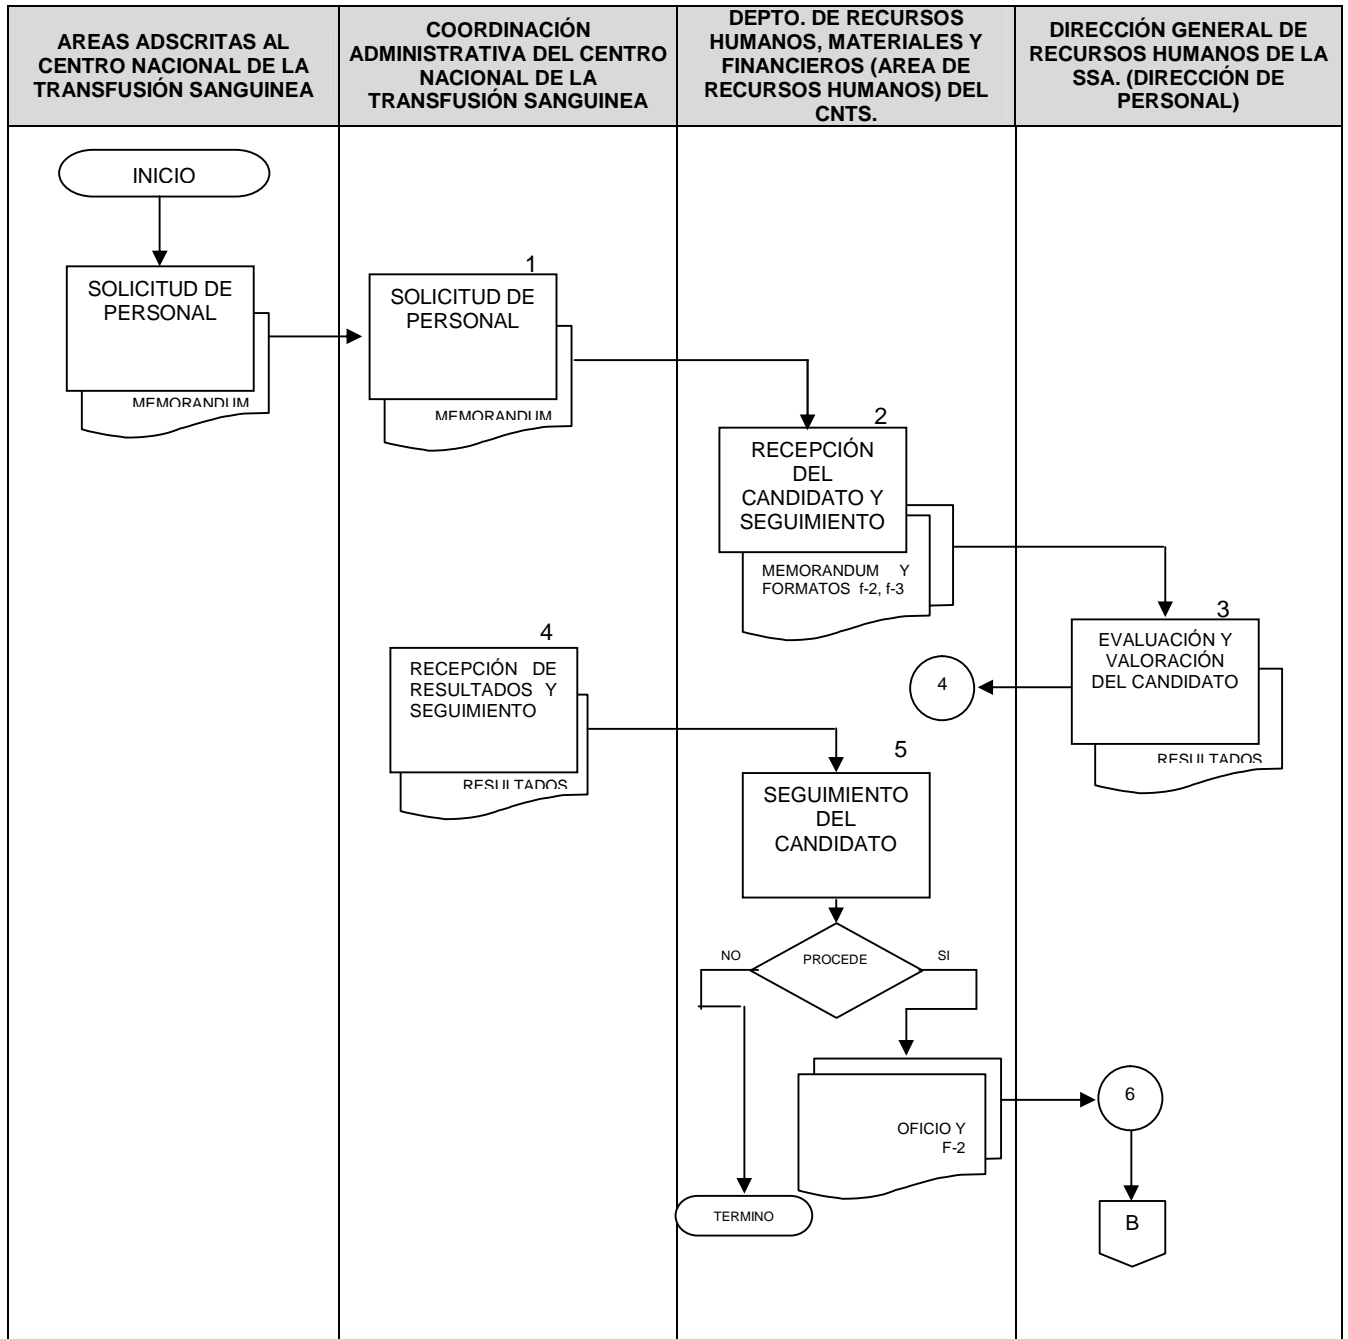 AREAS ADSCRITAS AL
CENTRO NACIONAL DE LA
TRANSFUSIÓN SANGUINEA
COORDINACIÓN
ADMINISTRATIVA DEL CENTRO
NACIONAL DE LA
TRANSFUSIÓN SANGUINEA
DEPTO. DE RECURSOS
HUMANOS, MATERIALES Y
FINANCIEROS (AREA DE
RECURSOS HUMANOS) DEL
CNTS.
DIRECCIÓN GENERAL DE
RECURSOS HUMANOS DE LA
SSA. (DIRECCIÓN DE
PERSONAL)
INICIO
SOLICITUD DE
PERSONAL
MEMORANDUM
1
SOLICITUD DE
PERSONAL
MEMORANDUM
2
RECEPCIÓN
DEL
CANDIDATO Y
SEGUIMIENTO
MEMORANDUM Y
FORMATOS f-2, f-3
3
EVALUACIÓN Y
VALORACIÓN
DEL CANDIDATO
RESULTADOS
4
4
RECEPCIÓN DE
RESULTADOS Y
SEGUIMIENTO
RESULTADOS
5
SEGUIMIENTO
DEL
CANDIDATO
NO
PROCEDE
SI
OFICIO Y
F-2
6
TERMINO
B